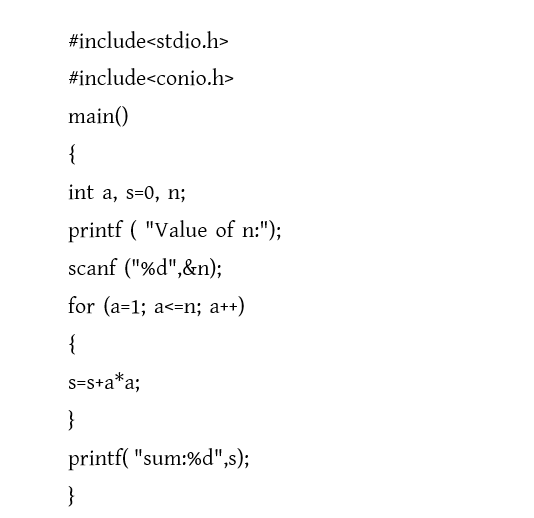 #include<stdio.h>
#include<conio.h>
main()
{
int a, s=0, n;
printf ( "Value of n:");
scanf ("%d",&n);
for (a=1; a<=n; a++)
{
s=s+a*a;
}
printf( "sum:%d",s);
}